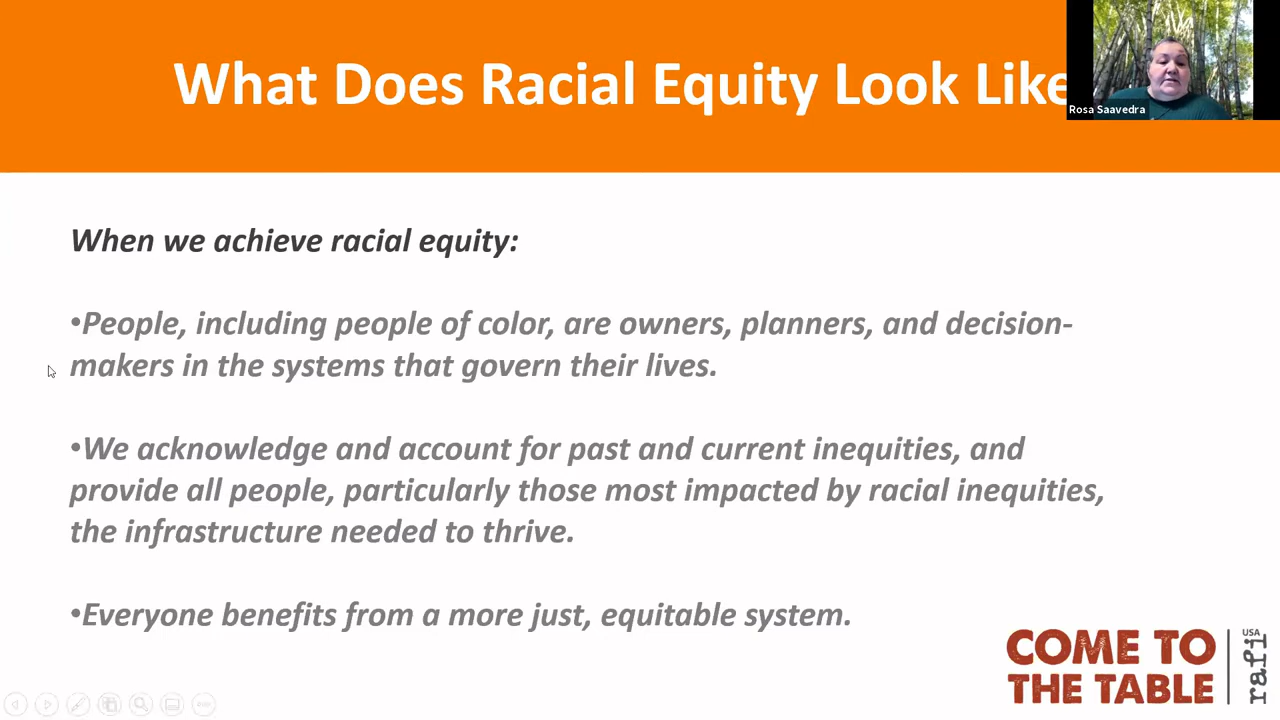 What Does Racial Equity Look Like
Rosa Saavedra
When we achieve racial equity:
•People, including people of color, are owners, planners, and decision-
makers in the systems that govern their lives.
•We acknowledge and account for past and current inequities, and
provide all people, particularly those most impacted by racial inequities,
the infrastructure needed to thrive.
•Everyone benefits from a more just, equitable system.
COME TO
THE TABLE
rafi
USA